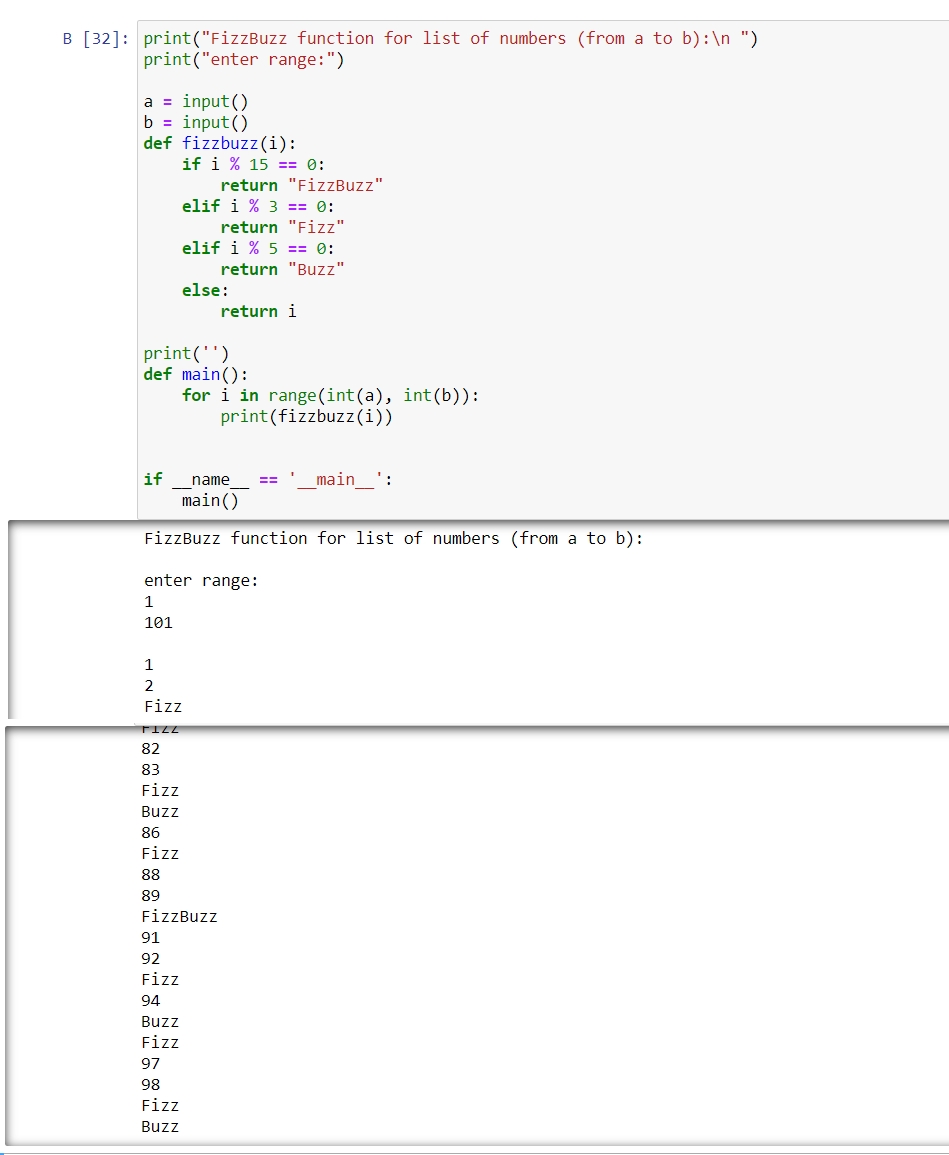 B [32]: print("FizzBuzz function for list of numbers (from a to b):\n ")
print("enter range:")

a = input()
b = input()
def fizzbuzz(i):
    if i % 15 == 0:
        return "FizzBuzz"
    elif i % 3 == 0:
        return "Fizz"
    elif i % 5 == 0:
        return "Buzz"
    else:
        return i

print('')
def main():
    for i in range(int(a), int(b)):
        print(fizzbuzz(i))


if __name__ == '__main__':
    main()
FizzBuzz function for list of numbers (from a to b):

enter range:
1
101

1
2
Fizz
Fizz
82
83
Fizz
Buzz
86
Fizz
88
89
FizzBuzz
91
92
Fizz
94
Buzz
Fizz
97
98
Fizz
Buzz